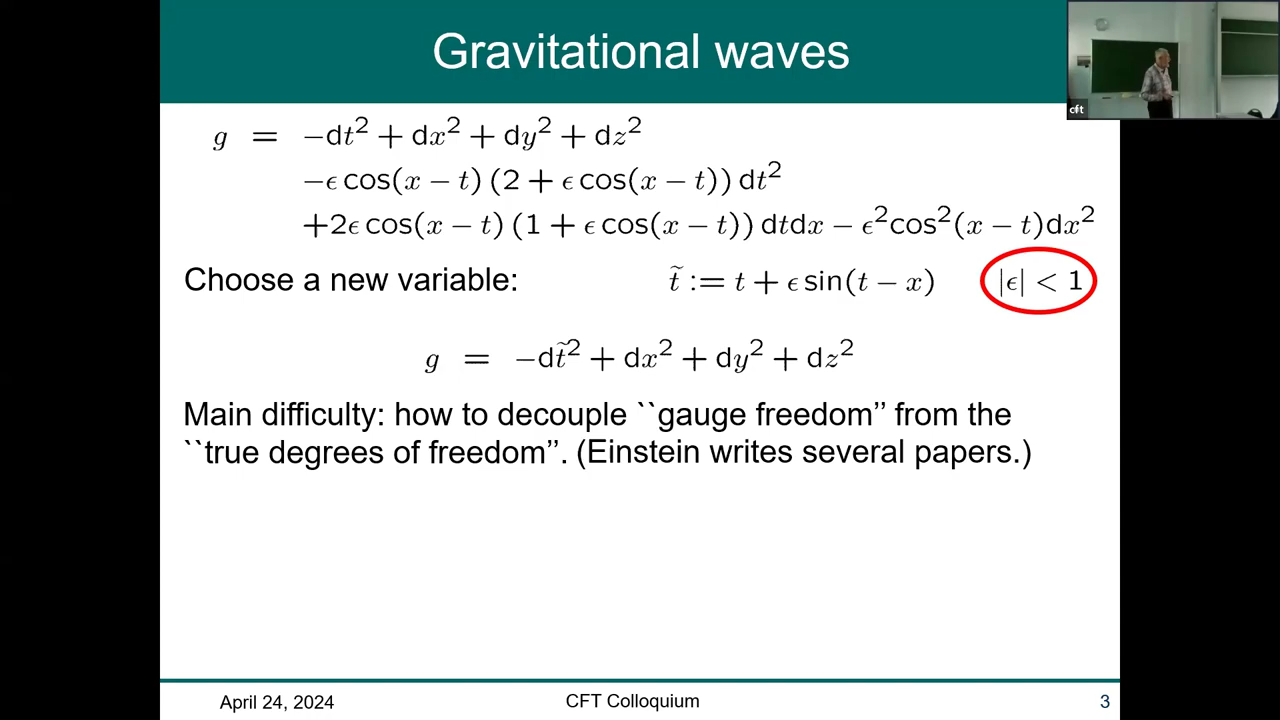 Gravitational waves
g = −dt² + dx² + dy² + dz²
−ϵ cos(x − t) (2 + ϵ cos(x − t)) dt²
+2ϵ cos(x − t) (1 + ϵ cos(x − t)) dtdx − ϵ²cos²(x − t)dx²
Choose a new variable: t̃ := t + ϵ sin(t − x) |ϵ| < 1
g = −dt̃² + dx² + dy² + dz²
Main difficulty: how to decouple ``gauge freedom’’ from the
``true degrees of freedom’’. (Einstein writes several papers.)
April 24, 2024 CFT Colloquium 3
cft